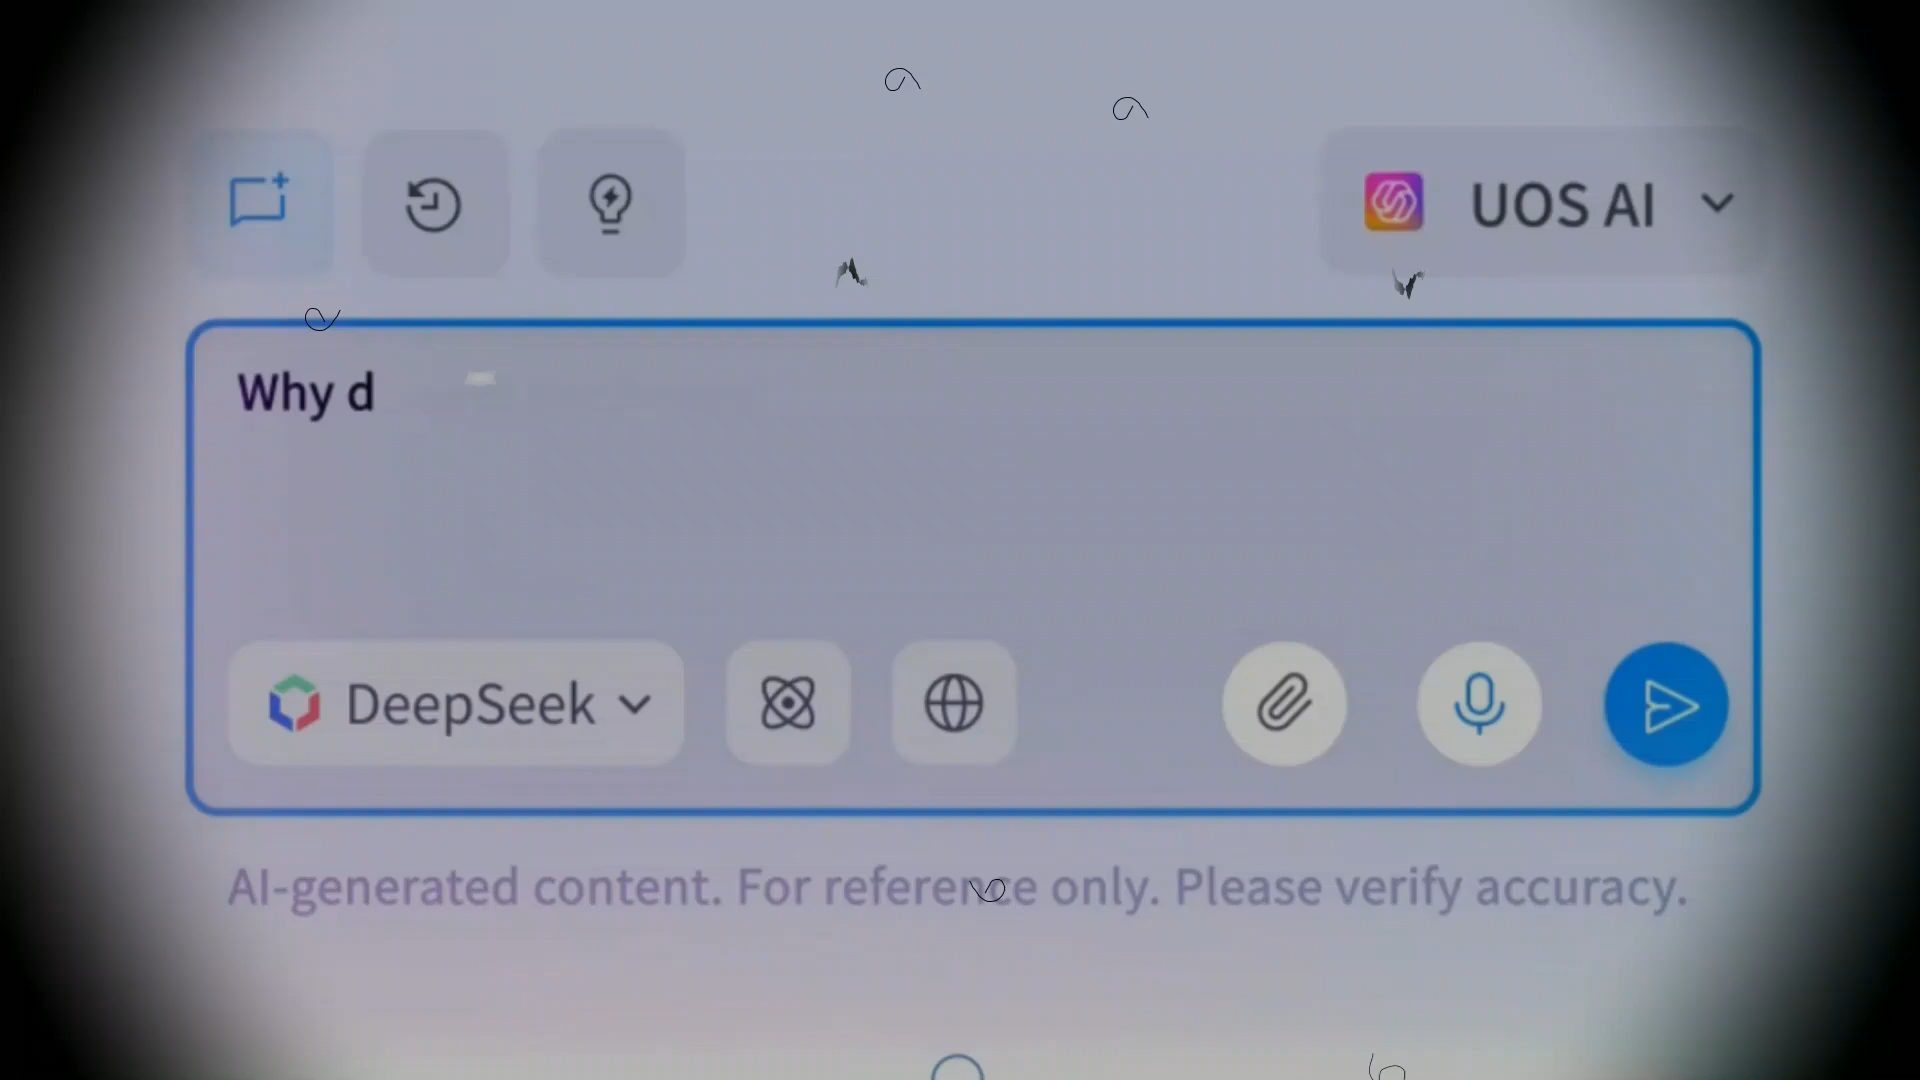 UOS AI
Why d
DeepSeek
AI-generated content. For reference only. Please verify accuracy.